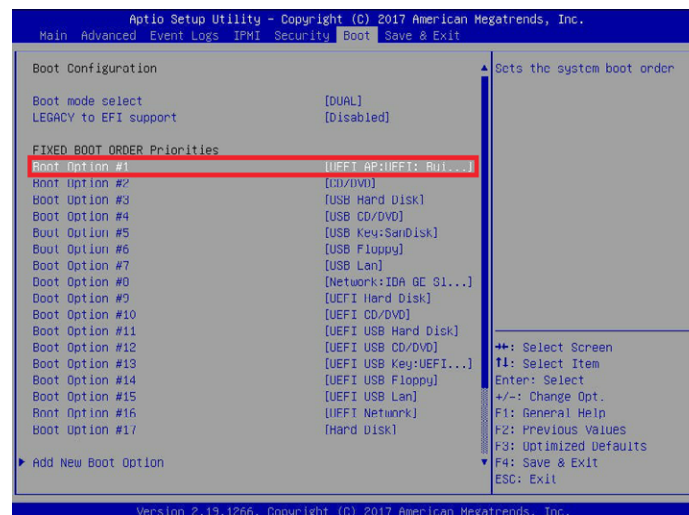 Aptio Setup Utility – Copyright (C) 2017 American Megatrends, Inc.
Main Advanced Event Logs IPMI Security Boot Save & Exit
Boot Configuration
Sets the system boot order
Boot mode select [DUAL]
LEGACY to EFI support [Disabled]
FIXED BOOT ORDER Priorities
Boot Option #1 [UEFI AP:UEFI: Bui...]
Boot Option #2 [CD/DVD]
Boot Option #3 [USB Hard Disk]
Boot Option #4 [USB CD/DVD]
Boot Option #5 [USB Key:SanDisk]
Boot Option #6 [USB Floppy]
Boot Option #7 [USB Lan]
Boot Option #8 [Network:IBA GE Sl...]
Boot Option #9 [UEFI Hard Disk]
Boot Option #10 [UEFI CD/DVD]
Boot Option #11 [UEFI USB Hard Disk]
Boot Option #12 [UEFI USB CD/DVD]
Boot Option #13 [UEFI USB Key:UEFI...]
Boot Option #14 [UEFI USB Floppy]
Boot Option #15 [UEFI USB Lan]
Boot Option #16 [UEFI Network]
Boot Option #17 [Hard Disk]
Add New Boot Option
→←: Select Screen
↑↓: Select Item
Enter: Select
+/-: Change Opt.
F1: General Help
F2: Previous Values
F3: Optimized Defaults
F4: Save & Exit
ESC: Exit
Version 2.19.1266. Copyright (C) 2017 American Megatrends, Inc.